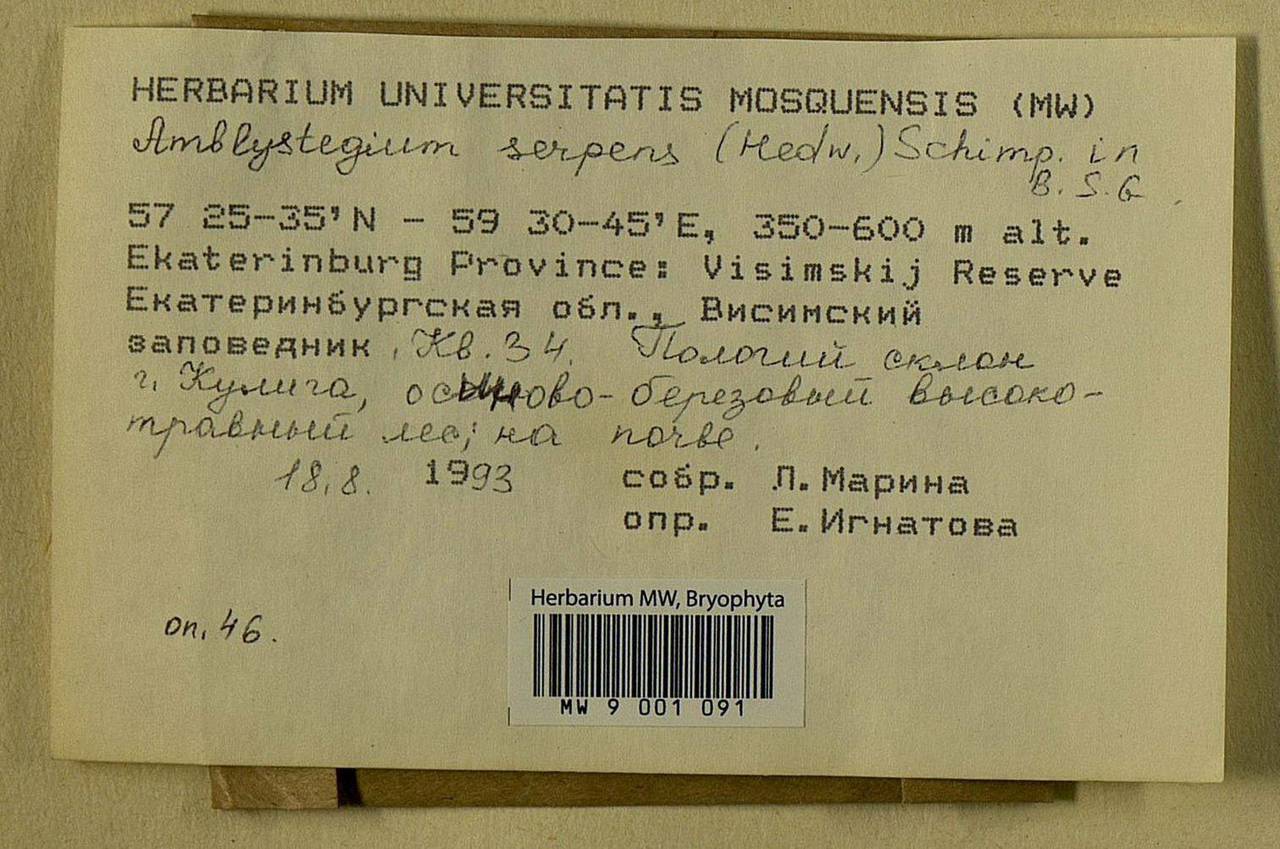 HERBARIUM UNIVERSITATIS MOSQUENSIS (MW)
Amblystegium serpens (Hedw.) Schimp. in
B.S.G.
57 25-35'N - 59 30-45'E, 350-600 m alt.
Ekaterinburg Province: Visimskij Reserve
Екатеринбургская обл., Висимский
заповедник, Кв. 34. Пологий склон
г. Кулига, осиново-березовый высоко-
травный лес; на почве.
18.8. 1993 собр. Л.Марина
опр. Е.Игнатова
оп. 46.
Herbarium MW, Bryophyta
MW 9 001 091